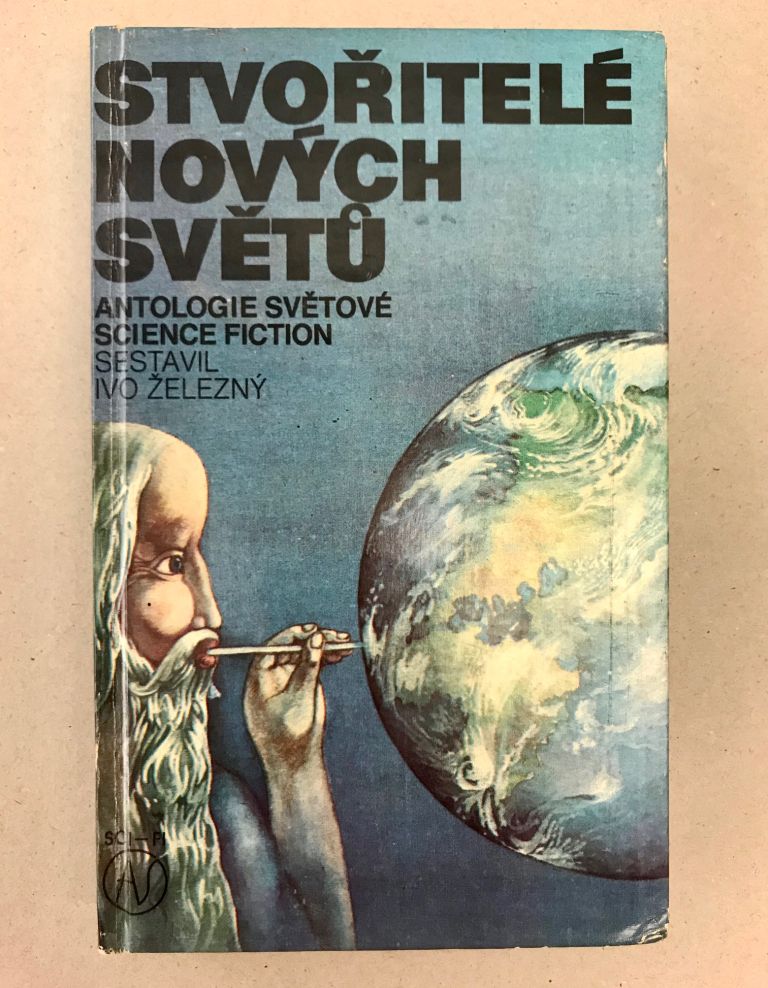 STVOŘITELÉ
NOVÝCH
SVĚTŮ
ANTOLOGIE SVĚTOVÉ
SCIENCE FICTION
SESTAVIL
IVO ŽELEZNÝ
SCI–FI